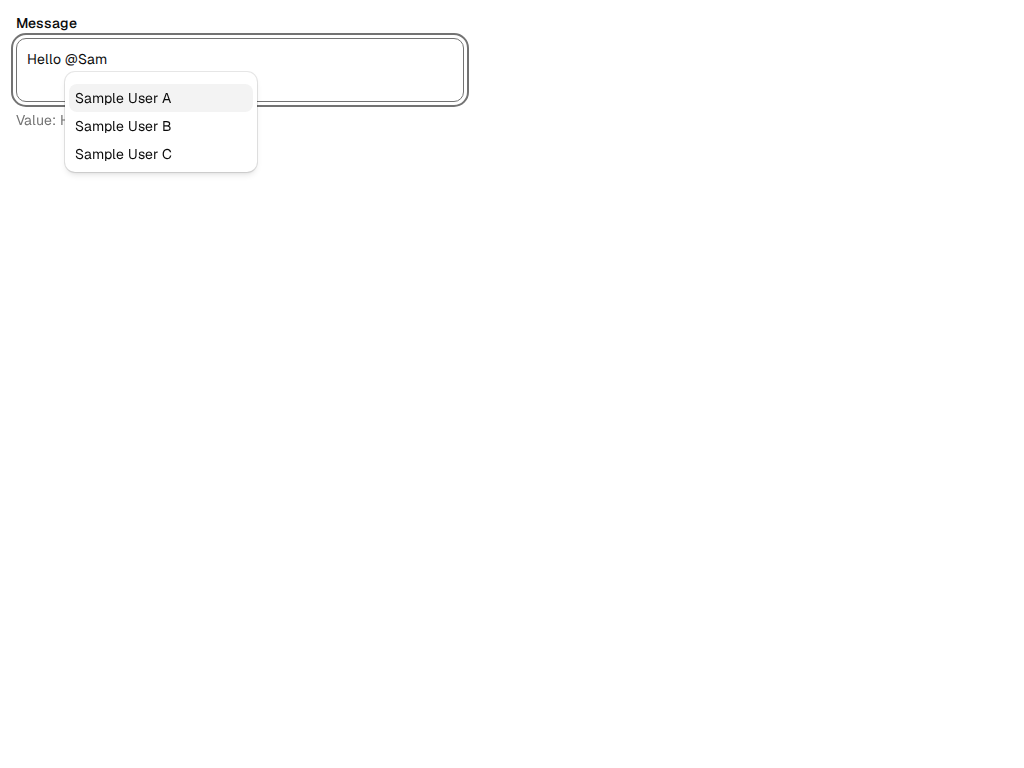 Message
Hello @Sam
Sample User A
Value:
Sample User B
Sample User C